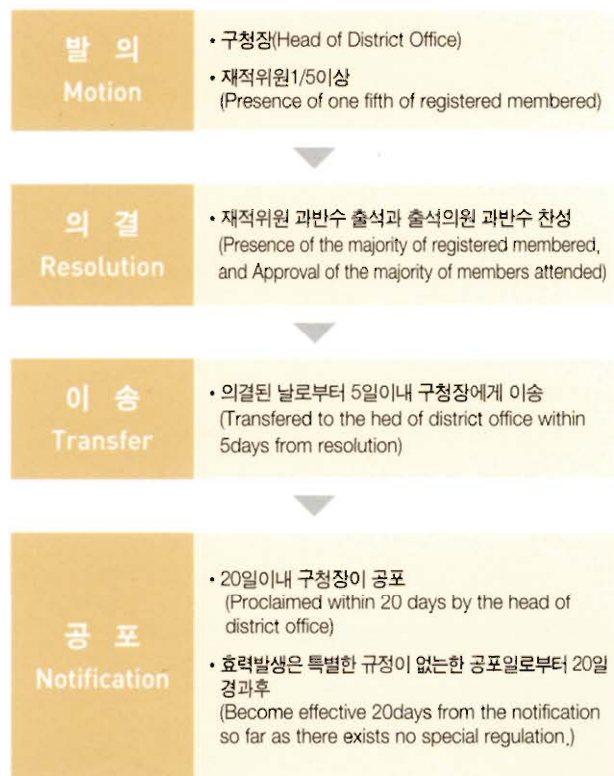 발 의
Motion
• 구청장(Head of District Office)
• 재적위원1/5이상
(Presence of one fifth of registered membered)
의 결
Resolution
• 재적위원 과반수 출석과 출석의원 과반수 찬성
(Presence of the majority of registered membered,
and Approval of the majority of members attended)
이 송
Transfer
• 의결된 날로부터 5일이내 구청장에게 이송
(Transfered to the hed of district office within
5days from resolution)
공 포
Notification
• 20일이내 구청장이 공포
(Proclaimed within 20 days by the head of
district office)
• 효력발생은 특별한 규정이 없는한 공포일로부터 20일
경과후
(Become effective 20days from the notification
so far as there exists no special regulation.)